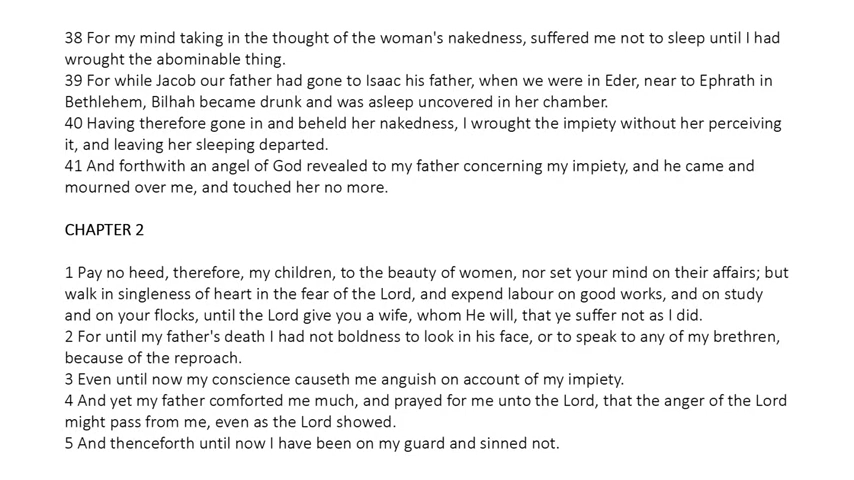 38 For my mind taking in the thought of the woman's nakedness, suffered me not to sleep until I had
wrought the abominable thing.
39 For while Jacob our father had gone to Isaac his father, when we were in Eder, near to Ephrath in
Bethlehem, Bilhah became drunk and was asleep uncovered in her chamber.
40 Having therefore gone in and beheld her nakedness, I wrought the impiety without her perceiving
it, and leaving her sleeping departed.
41 And forthwith an angel of God revealed to my father concerning my impiety, and he came and
mourned over me, and touched her no more.
CHAPTER 2
1 Pay no heed, therefore, my children, to the beauty of women, nor set your mind on their affairs; but
walk in singleness of heart in the fear of the Lord, and expend labour on good works, and on study
and on your flocks, until the Lord give you a wife, whom He will, that ye suffer not as I did.
2 For until my father's death I had not boldness to look in his face, or to speak to any of my brethren,
because of the reproach.
3 Even until now my conscience causeth me anguish on account of my impiety.
4 And yet my father comforted me much, and prayed for me unto the Lord, that the anger of the Lord
might pass from me, even as the Lord showed.
5 And thenceforth until now I have been on my guard and sinned not.